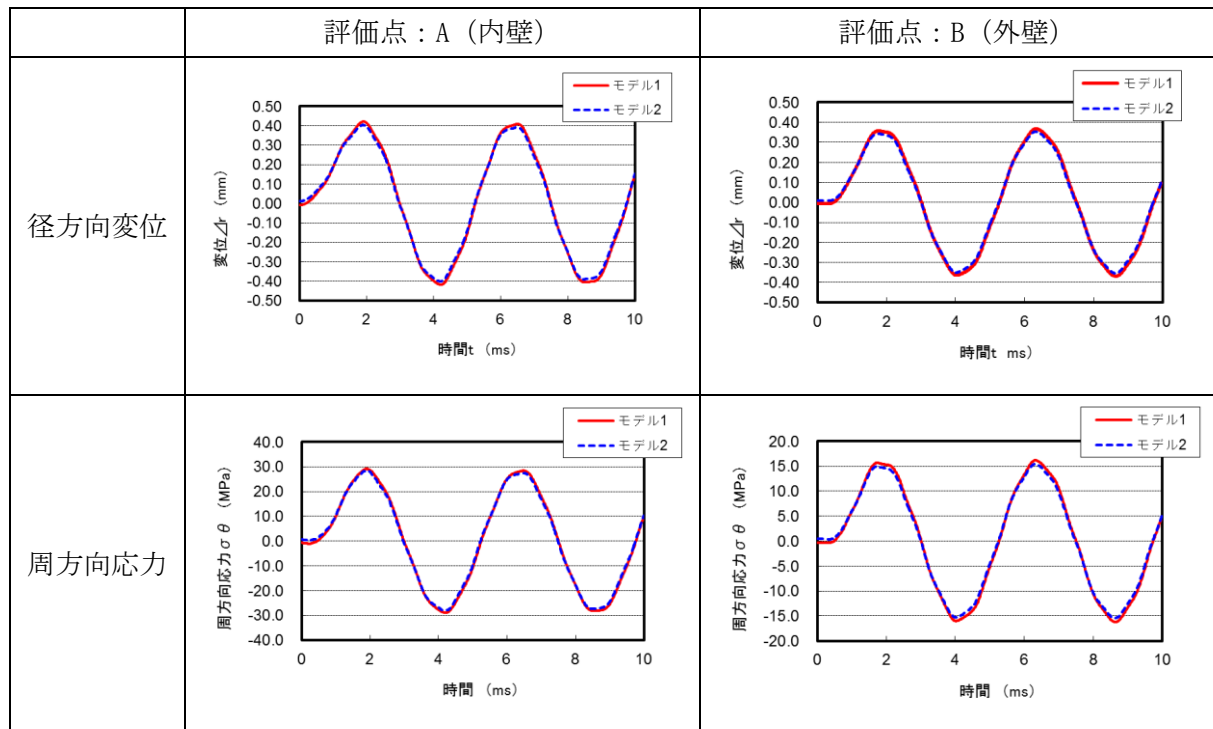 評価点：A（内壁）
評価点：B（外壁）
径方向変位
モデル1
モデル2
0.50
0.40
0.30
0.20
0.10
0.00
-0.10
-0.20
-0.30
-0.40
-0.50
変位⊿r （mm）
0 2 4 6 8 10
時間t （ms）
モデル1
モデル2
0.50
0.40
0.30
0.20
0.10
0.00
-0.10
-0.20
-0.30
-0.40
-0.50
変位⊿r （mm）
0 2 4 6 8 10
時間t ms）
周方向応力
モデル1
モデル2
40.0
30.0
20.0
10.0
0.0
-10.0
-20.0
-30.0
-40.0
周方向応力σθ （MPa）
0 2 4 6 8 10
時間 （ms）
モデル1
モデル2
20.0
15.0
10.0
5.0
0.0
-5.0
-10.0
-15.0
-20.0
周方向応力σθ （MPa）
0 2 4 6 8 10
時間 （ms）